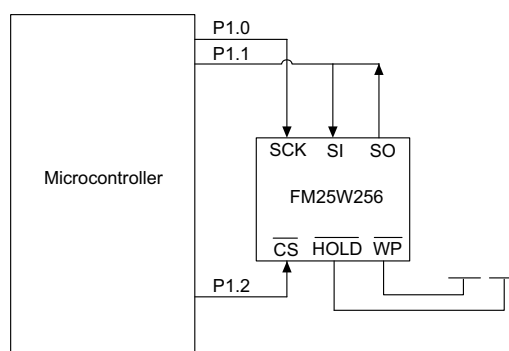 P1.0
P1.1
SCK SI SO
Microcontroller
FM25W256
CS HOLD WP
P1.2